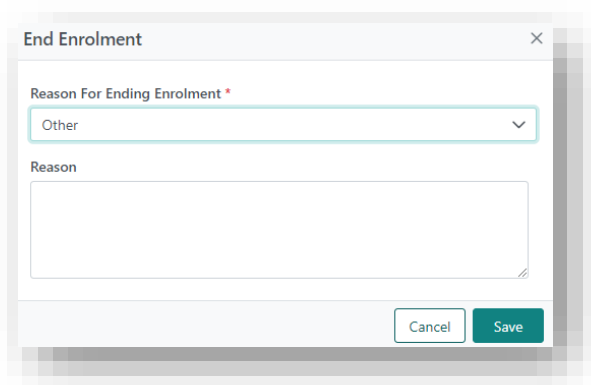 End Enrolment
Reason For Ending Enrolment *
Other
Reason
Cancel Save